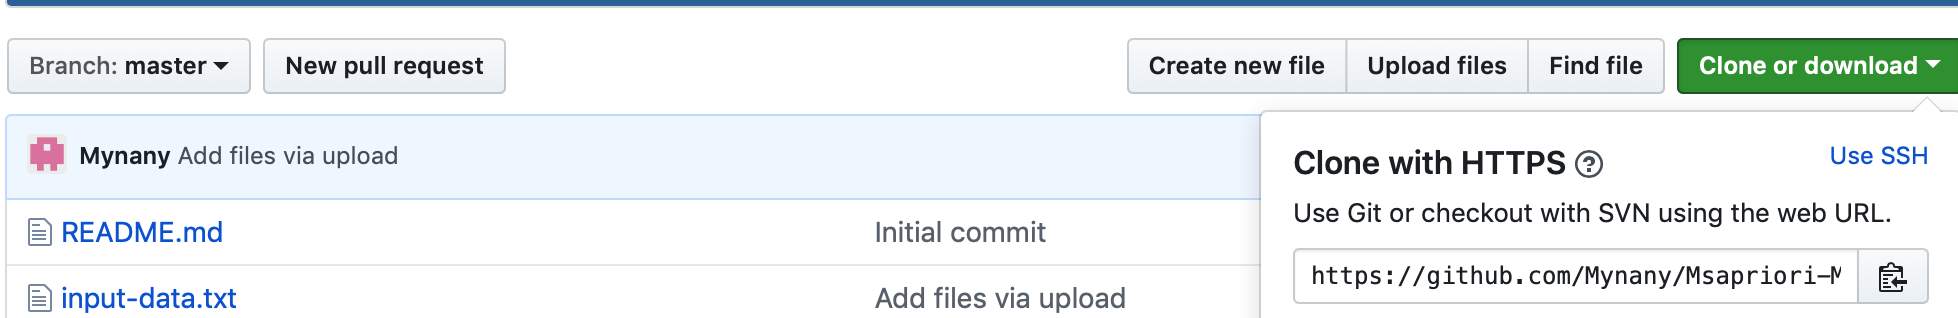 Branch: master
New pull request
Create new file
Upload files
Find file
Clone or download
Mynany Add files via upload
Clone with HTTPS
Use SSH
Use Git or checkout with SVN using the web URL.
https://github.com/Mynany/Msapriori-M
README.md
Initial commit
input-data.txt
Add files via upload